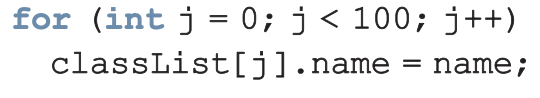 for (int j = 0; j < 100; j++)
classList[j].name = name;